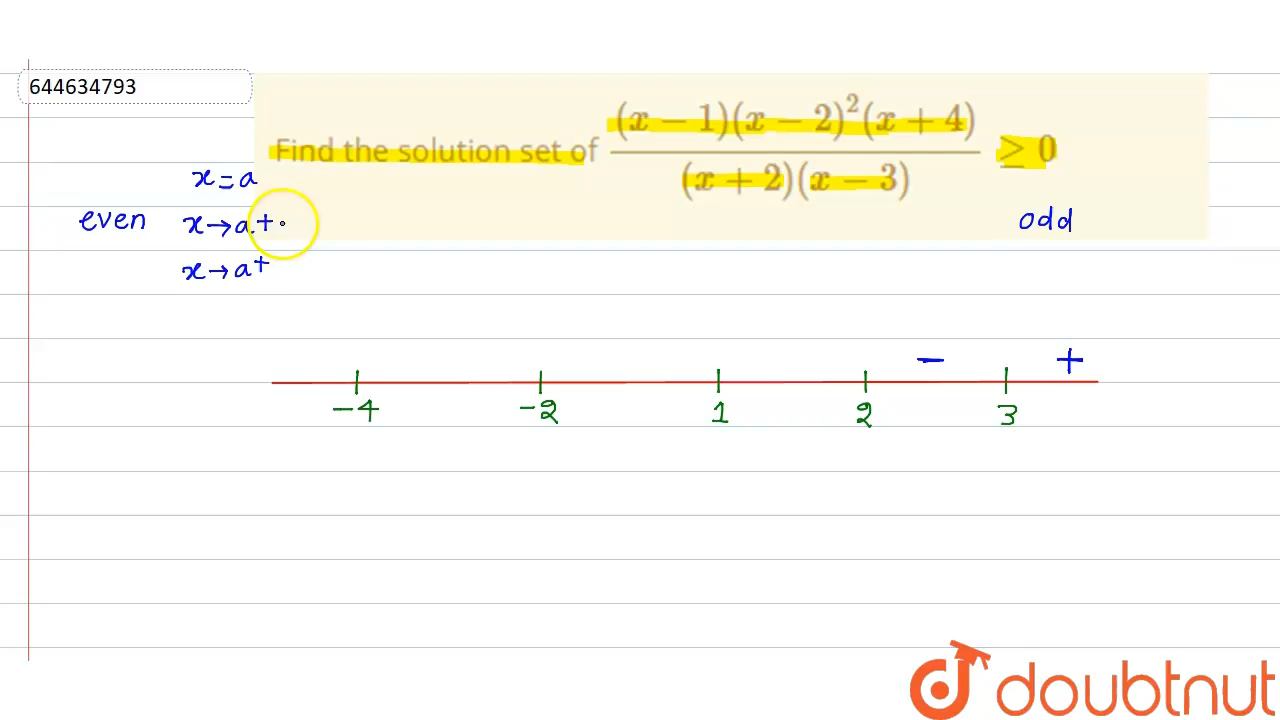 644634793
Find the solution set of \frac{(x − 1)(x − 2)^2(x + 4)}{(x + 2)(x − 3)} ≥ 0
x = a
even x → a + odd
x → a +
− +
−4 −2 1 2 3
doubtnut